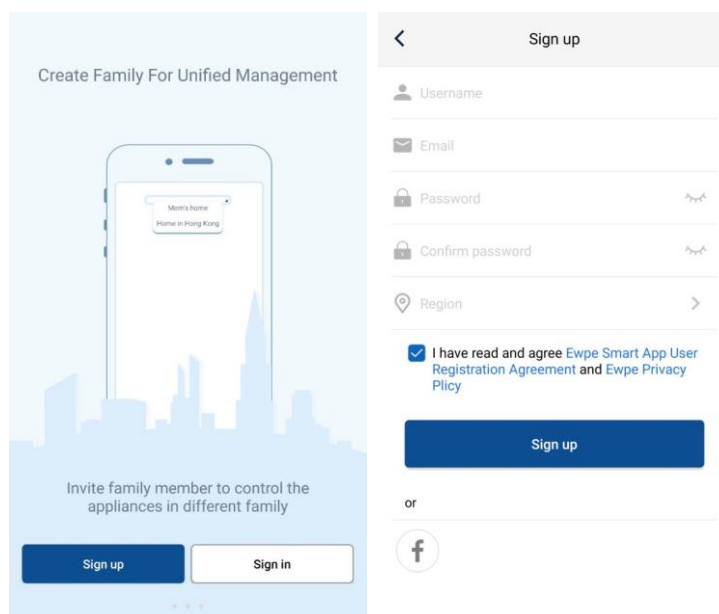 Create Family For Unified Management
Mom's home
Home in Hong Kong
Invite family member to control the
appliances in different family
Sign up
Sign in
Sign up
Username
Email
Password
Confirm password
Region
I have read and agree Ewpe Smart App User
Registration Agreement and Ewpe Privacy
Plicy
Sign up
or
f